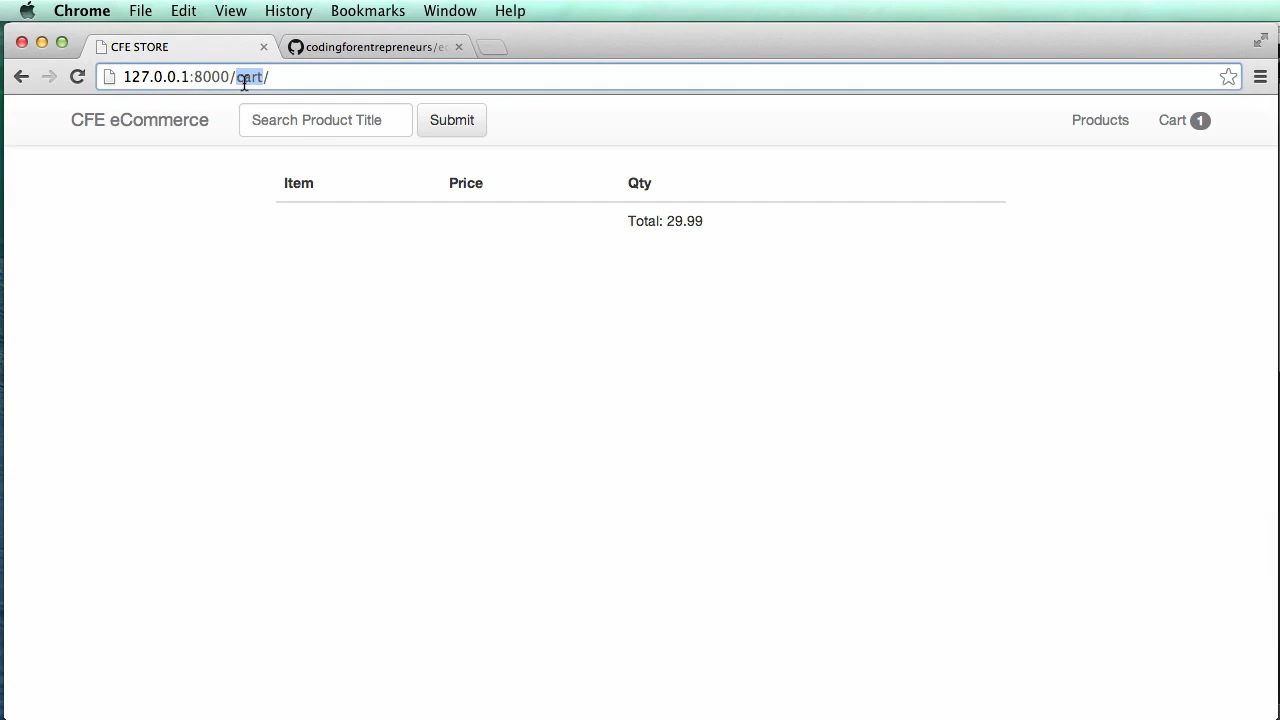 Chrome File Edit View History Bookmarks Window Help
CFE STORE codingforentrepreneurs/e
127.0.0.1:8000/cart/
CFE eCommerce Search Product Title Submit Products Cart 1
Item Price Qty
Total: 29.99